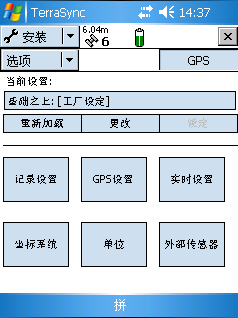 TerraSync 14:37
安装 6.04m 6
选项 GPS
当前设置:
基础之上:[工厂设定]
重新加载 更改 设定
记录设置 GPS设置 实时设置
坐标系统 单位 外部传感器
拼